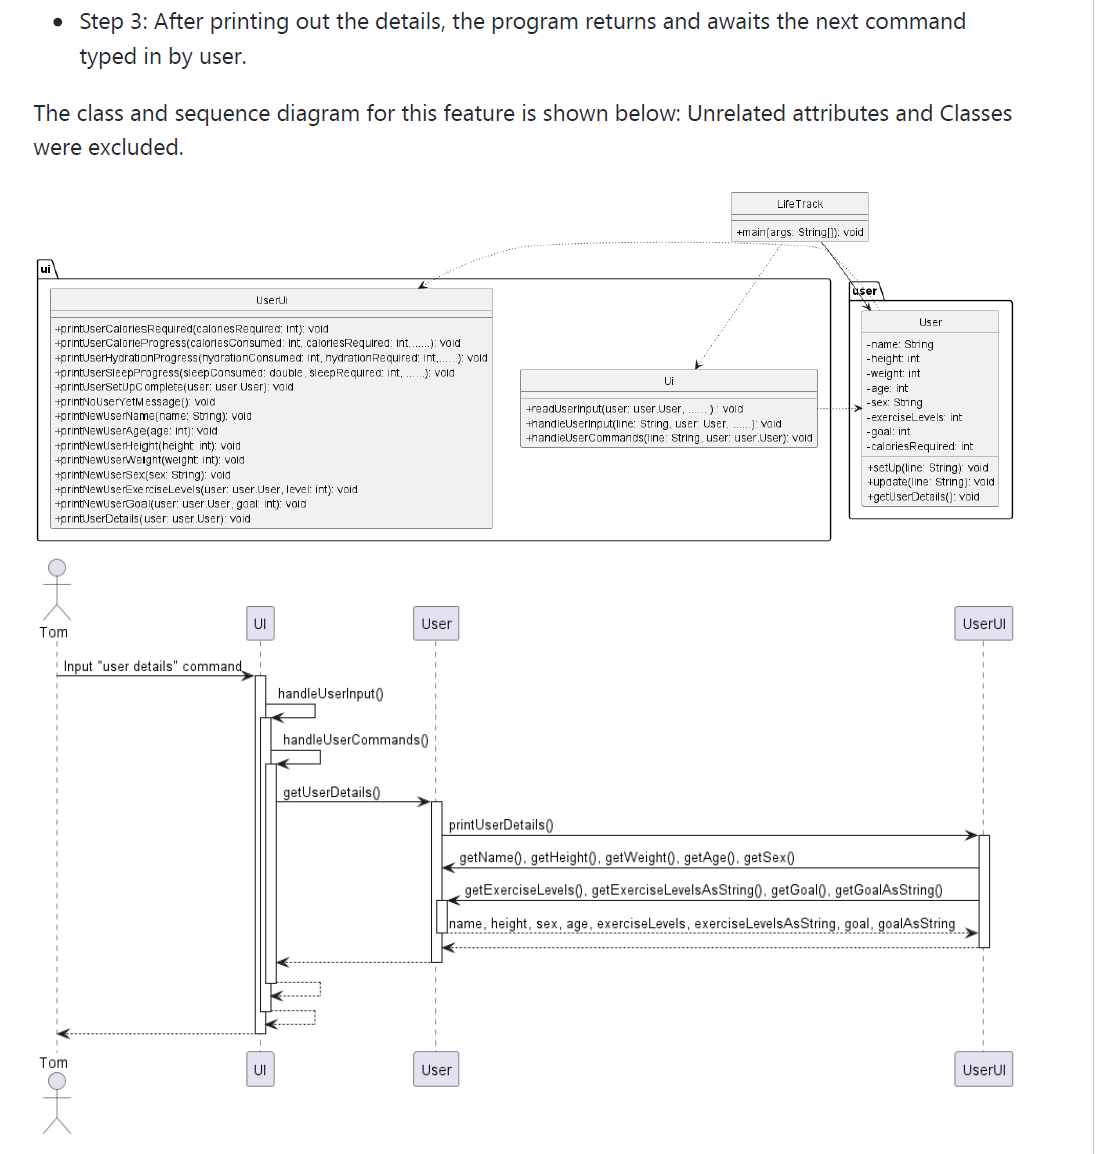 • Step 3: After printing out the details, the program returns and awaits the next command
typed in by user.
The class and sequence diagram for this feature is shown below: Unrelated attributes and Classes
were excluded.
LifeTrack
+main(args: String[]): void
ui
UserUi
+printUserCaloriesRequired(caloriesRequired: int): void
+printUserCalorieProgress(caloriesConsumed: int, caloriesRequired: int,......): void
+printUserHydrationProgress(hydrationConsumed: int, hydrationRequired: int,......): void
+printUserSleepProgress(sleepConsumed: double, sleepRequired: int, ......): void
+printUserSetUpComplete(user: user.User): void
+printNoUserYetMessage(): void
+printNewUserName(name: String): void
+printNewUserAge(age: int): void
+printNewUserHeight(height: int): void
+printNewUserWeight(weight: int): void
+printNewUserSex(sex: String): void
+printNewUserExerciseLevels(user: user.User, level: int): void
+printNewUserGoal(user: user.User, goal: int): void
+printUserDetails(user: user.User): void
Ui
+readUserInput(user: user.User, ...... ) : void
+handleUserInput(line: String, user: User, ......): void
+handleUserCommands(line: String, user: user.User): void
user
User
-name: String
-height: int
-weight: int
-age: int
-sex: String
-exerciseLevels: int
-goal: int
-caloriesRequired: int
+setUp(line: String): void
+update(line: String): void
+getUserDetails(): void
Tom
UI
User
UserUI
Input "user details" command
handleUserInput()
handleUserCommands()
getUserDetails()
printUserDetails()
getName(), getHeight(), getWeight(), getAge(), getSex()
getExerciseLevels(), getExerciseLevelsAsString(), getGoal(), getGoalAsString()
name, height, sex, age, exerciseLevels, exerciseLevelsAsString, goal, goalAsString
Tom
UI
User
UserUI